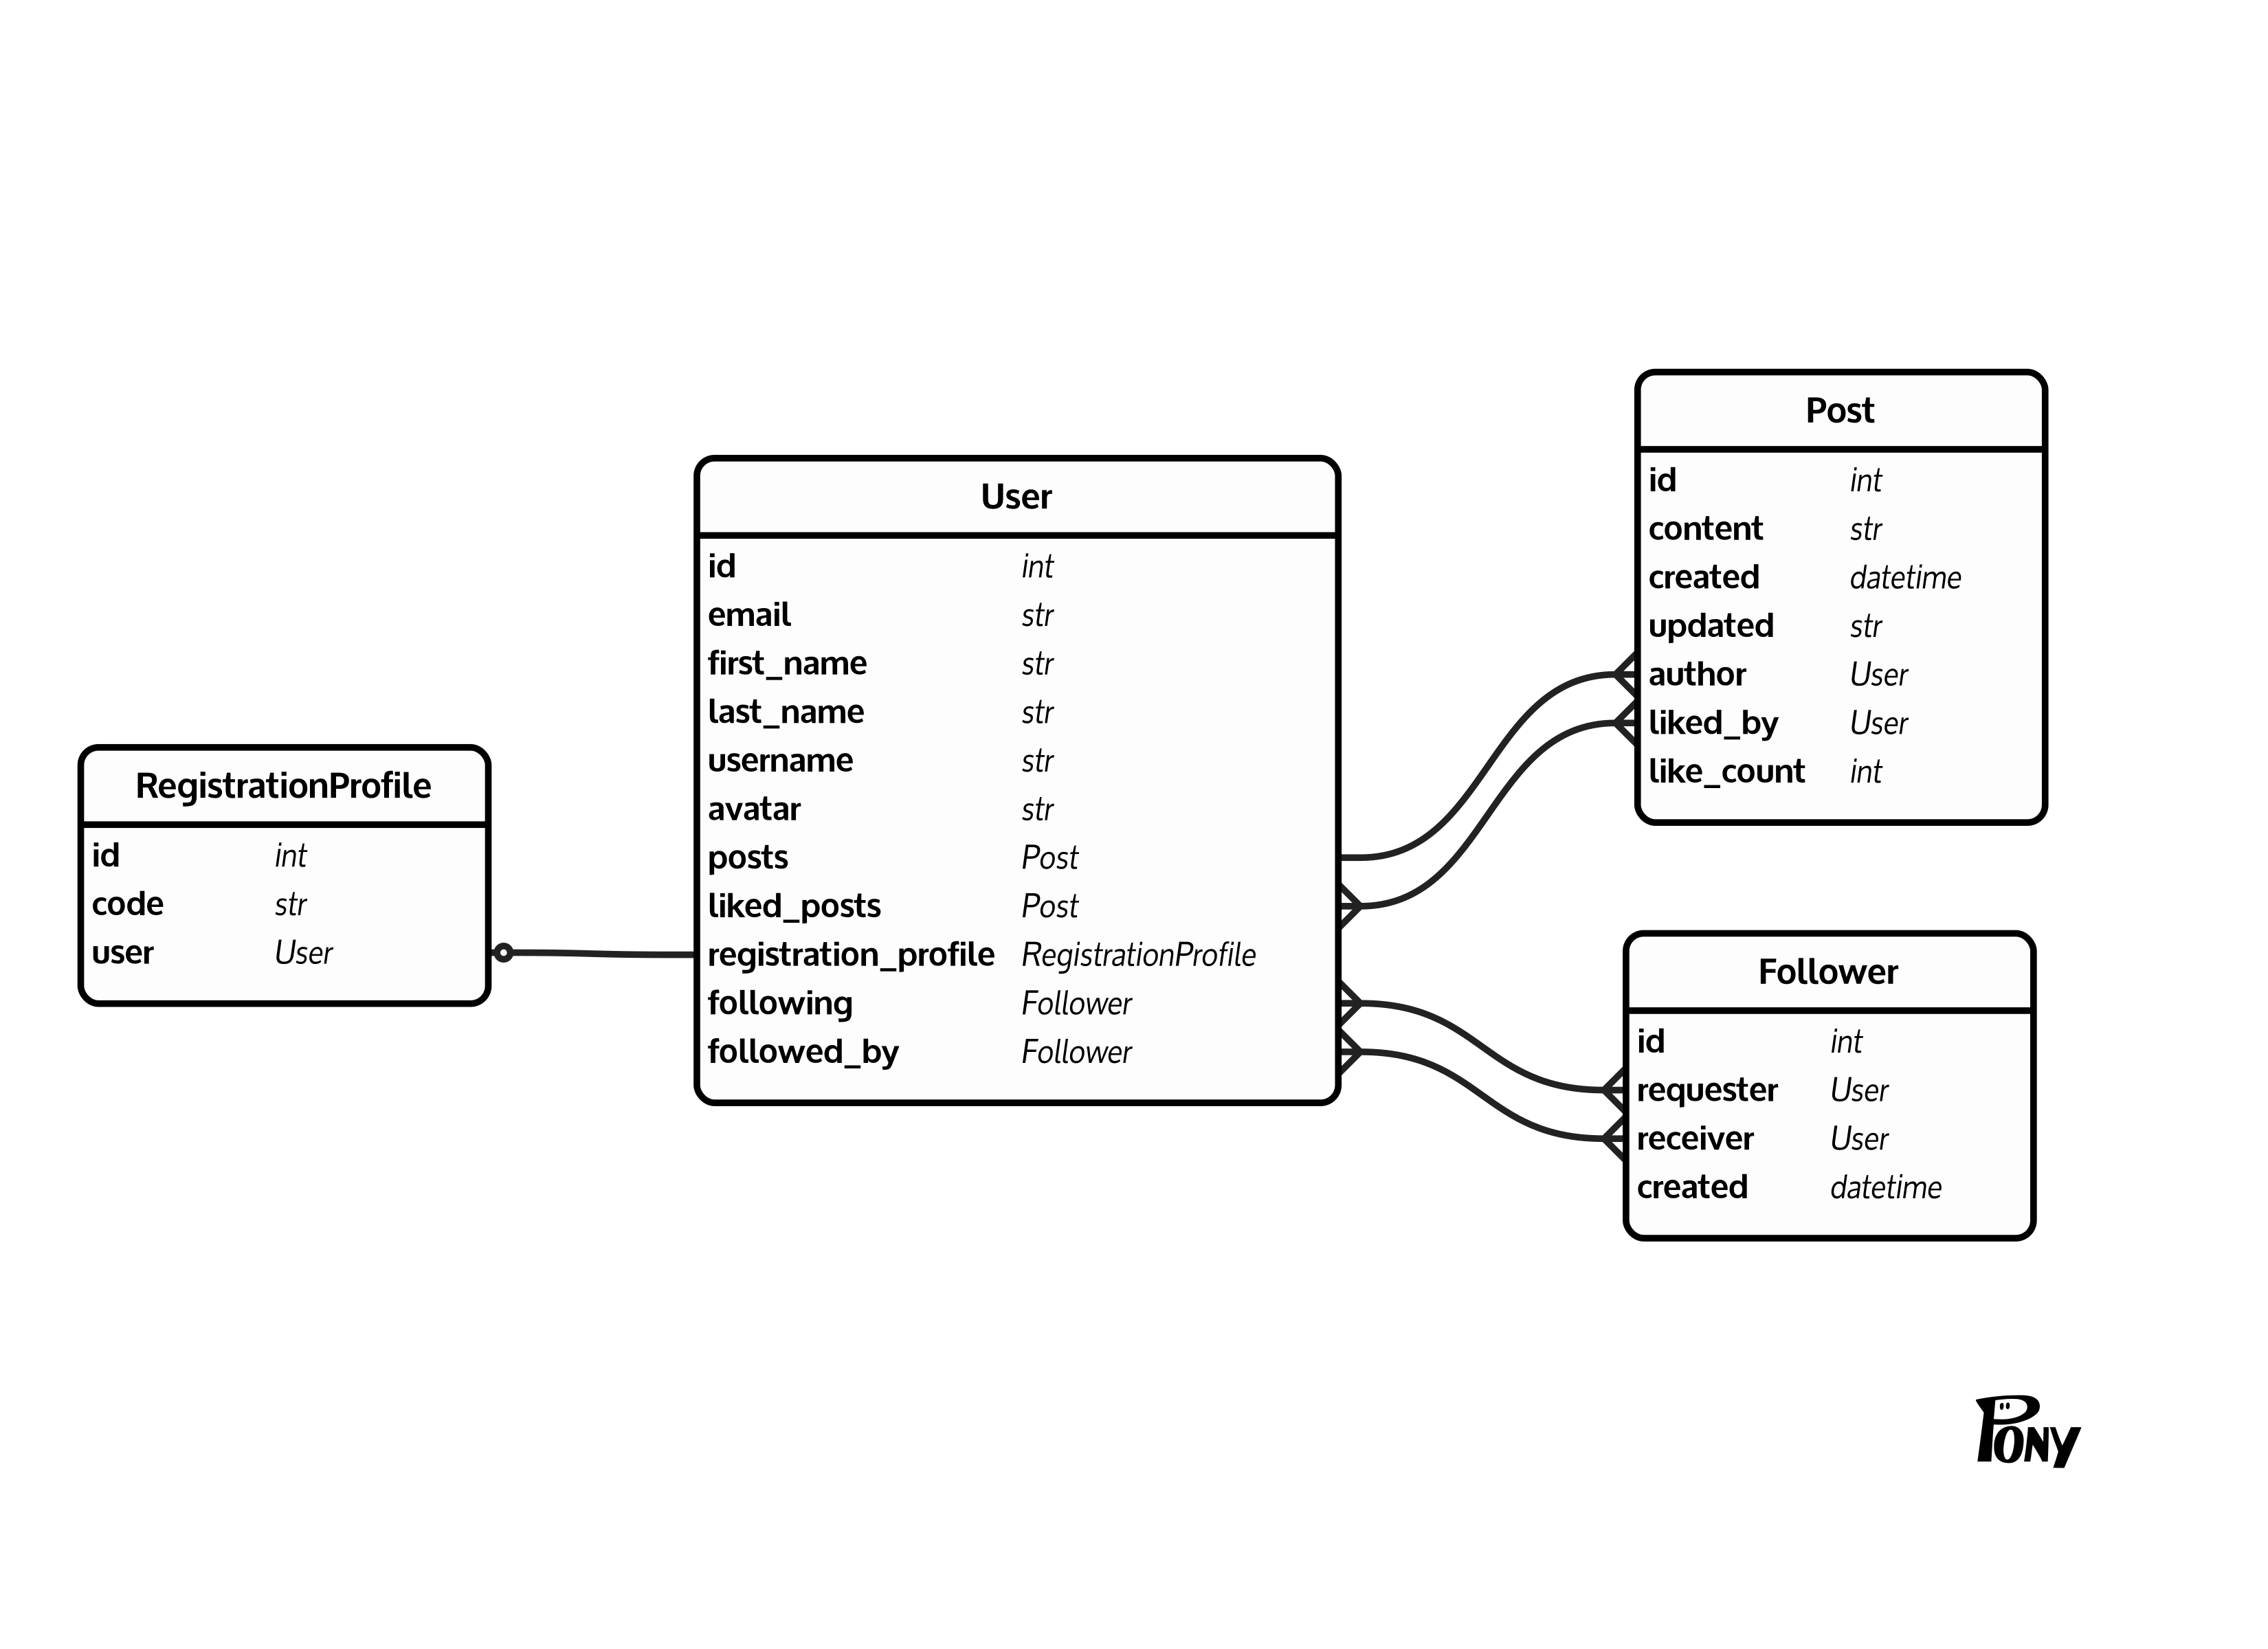 RegistrationProfile
id int
code str
user User
User
id int
email str
first_name str
last_name str
username str
avatar str
posts Post
liked_posts Post
registration_profile RegistrationProfile
following Follower
followed_by Follower
Post
id int
content str
created datetime
updated str
author User
liked_by User
like_count int
Follower
id int
requester User
receiver User
created datetime
PONY